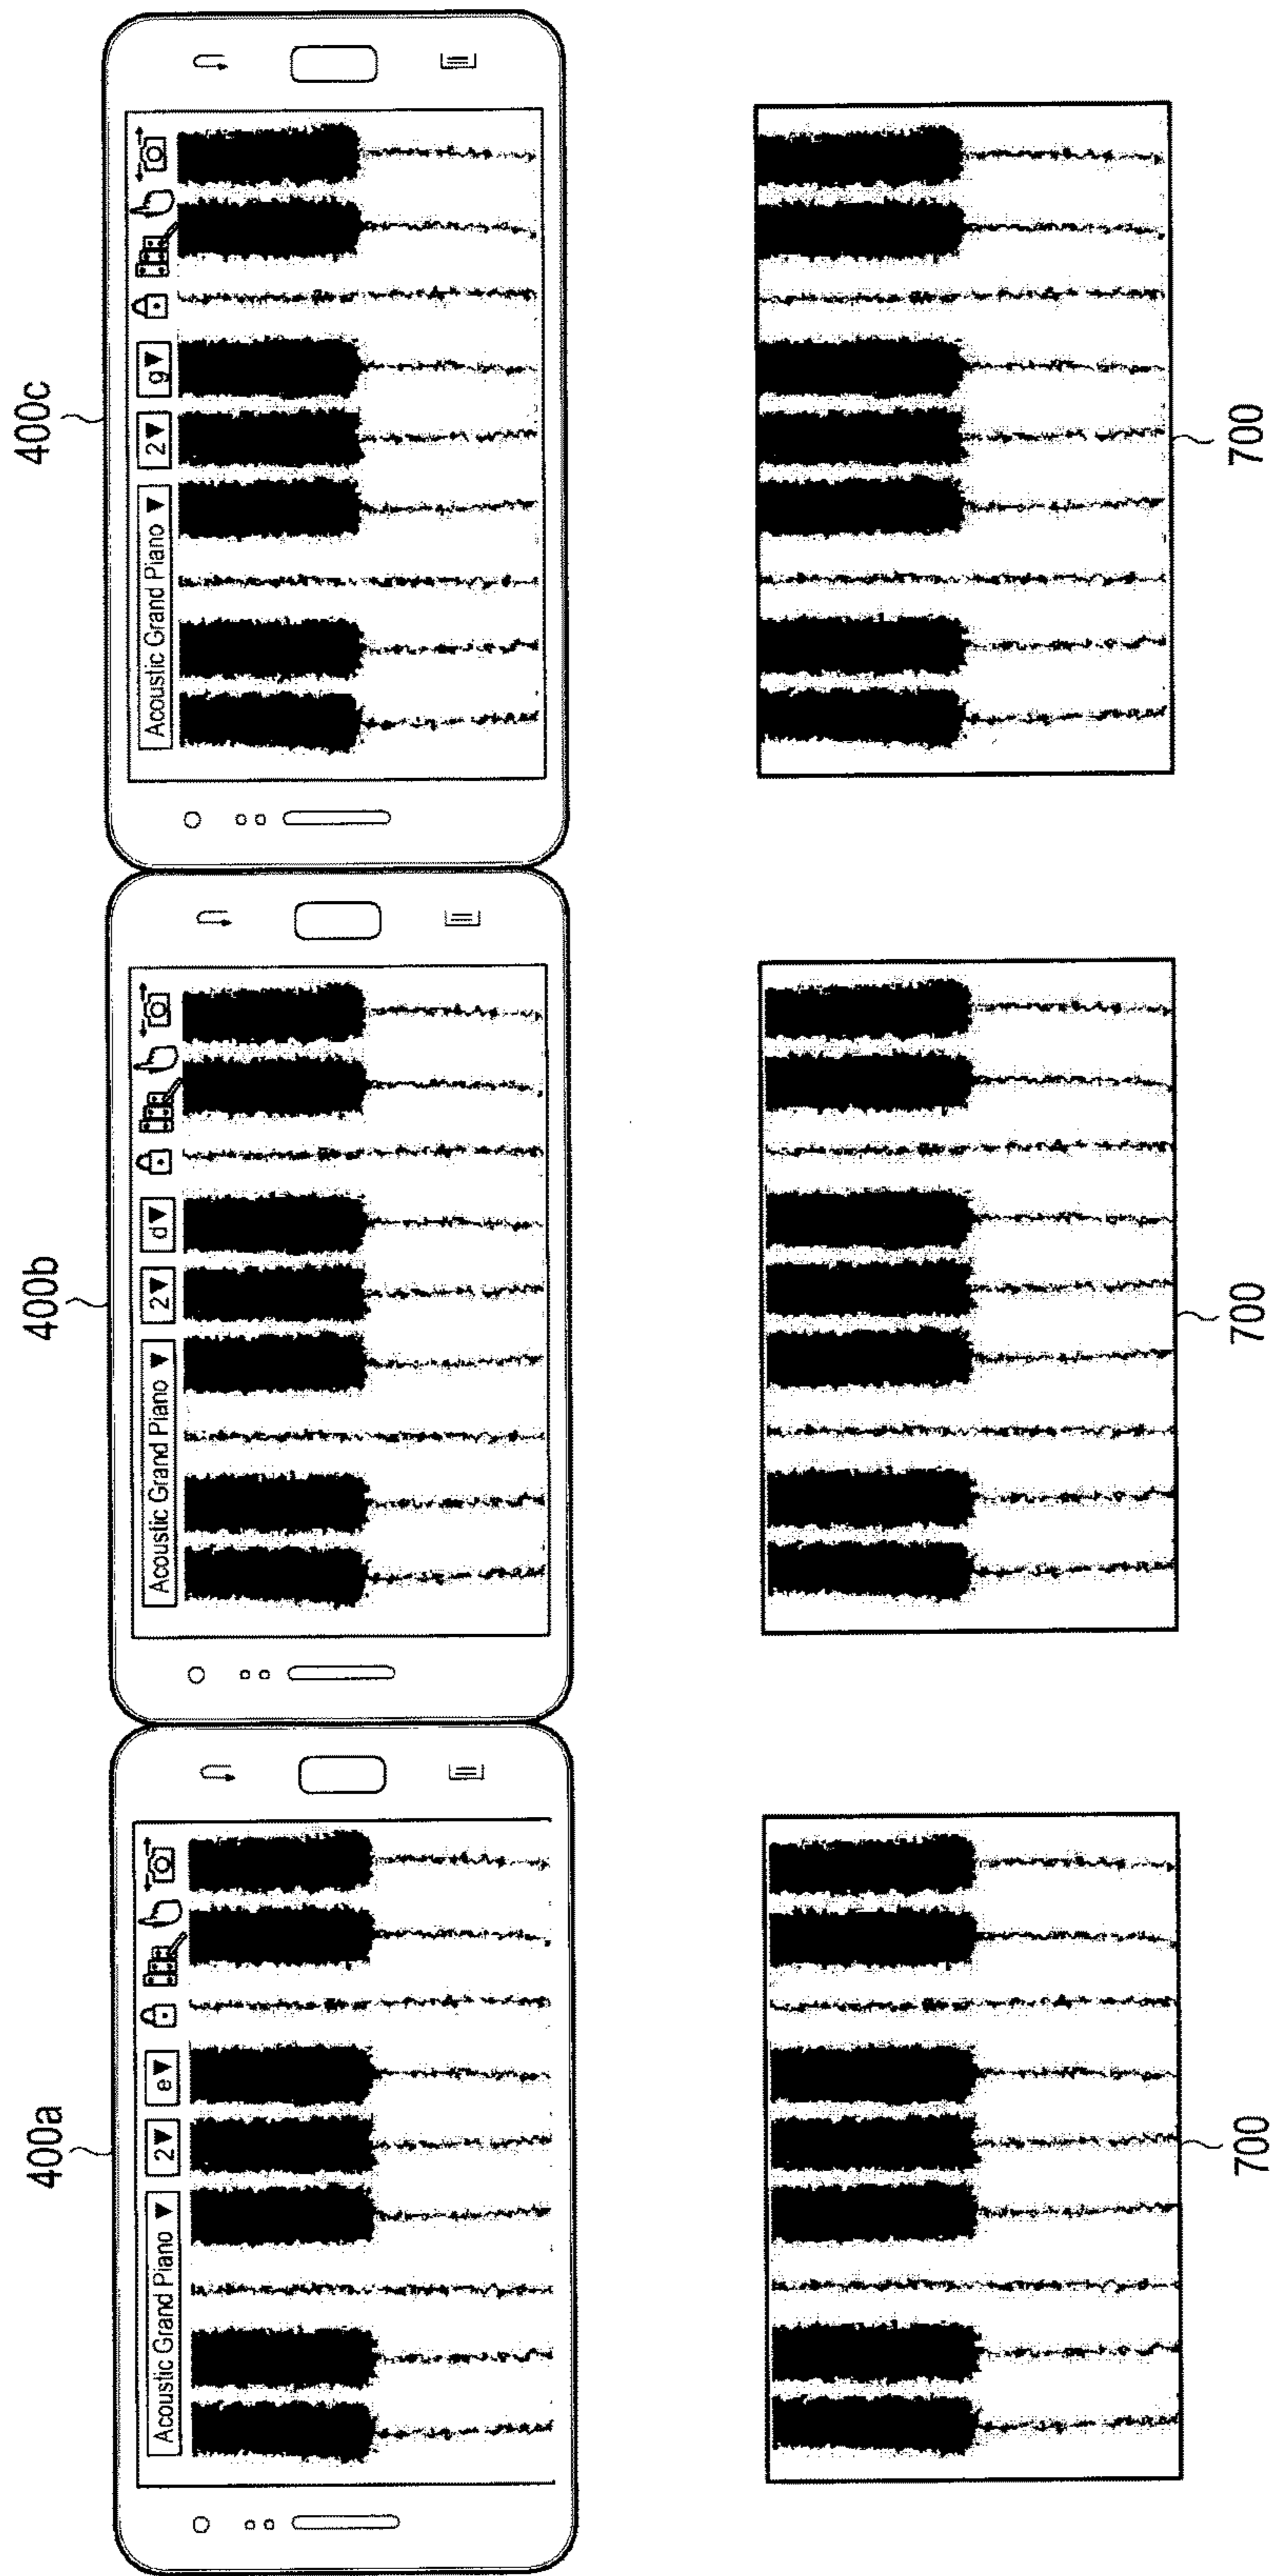 400a
400b
400c
Acoustic Grand Piano ▼ 2▼ e▼
Acoustic Grand Piano ▼ 2▼ d▼
Acoustic Grand Piano ▼ 2▼ g▼
700
700
700